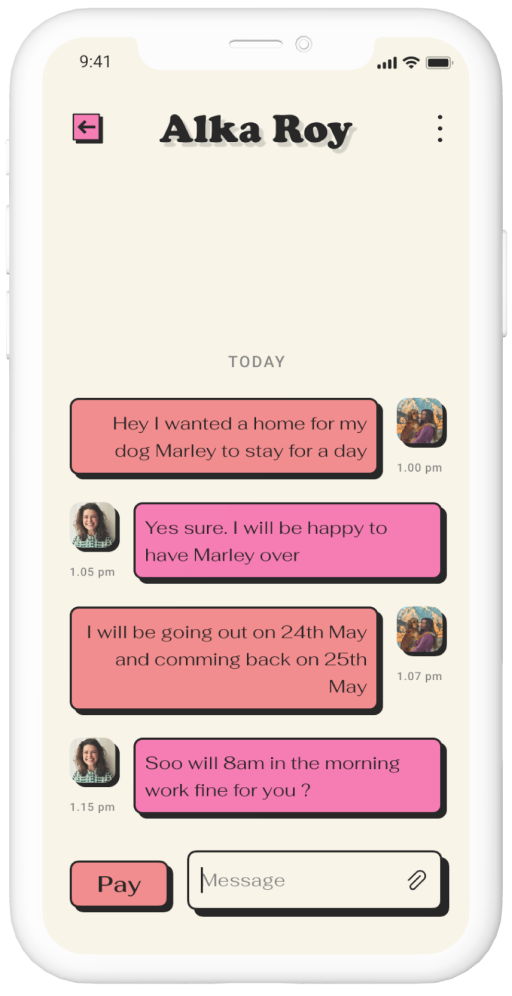 9:41
Alka Roy
TODAY
Hey I wanted a home for my
dog Marley to stay for a day
1.00 pm
Yes sure. I will be happy to
have Marley over
1.05 pm
I will be going out on 24th May
and comming back on 25th
May
1.07 pm
Soo will 8am in the morning
work fine for you ?
1.15 pm
Pay
Message